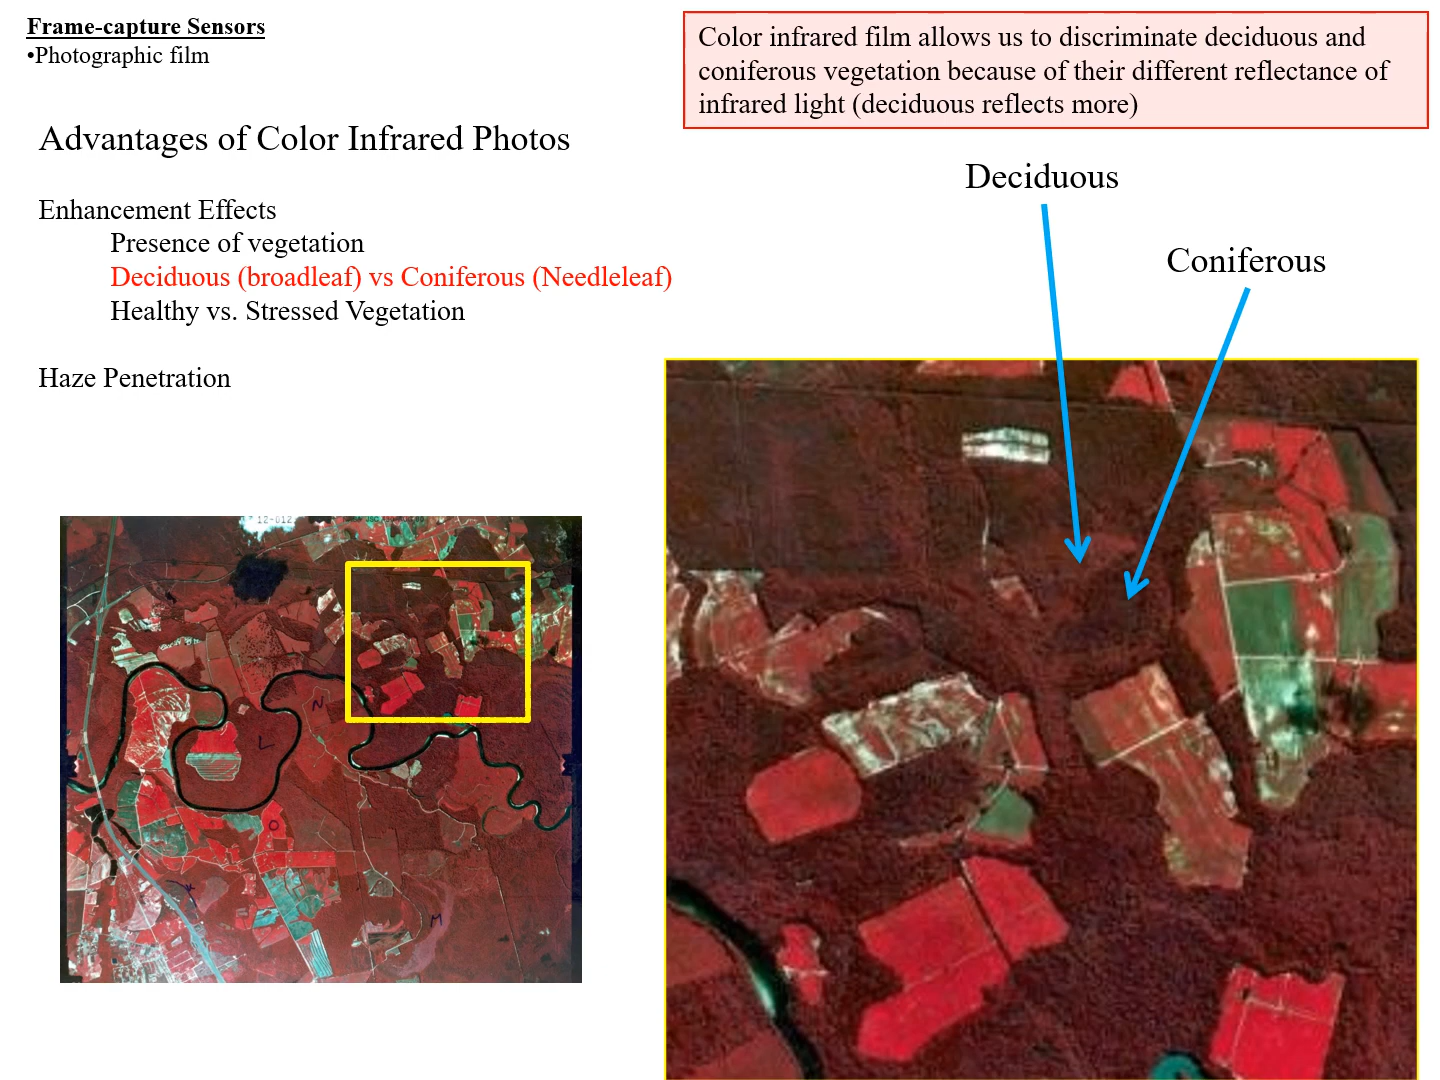 Frame-capture Sensors
•Photographic film
Color infrared film allows us to discriminate deciduous and
coniferous vegetation because of their different reflectance of
infrared light (deciduous reflects more)
Advantages of Color Infrared Photos
Deciduous
Enhancement Effects
Presence of vegetation
Coniferous
Deciduous (broadleaf) vs Coniferous (Needleleaf)
Healthy vs. Stressed Vegetation
Haze Penetration
12-012
N
L
O
M